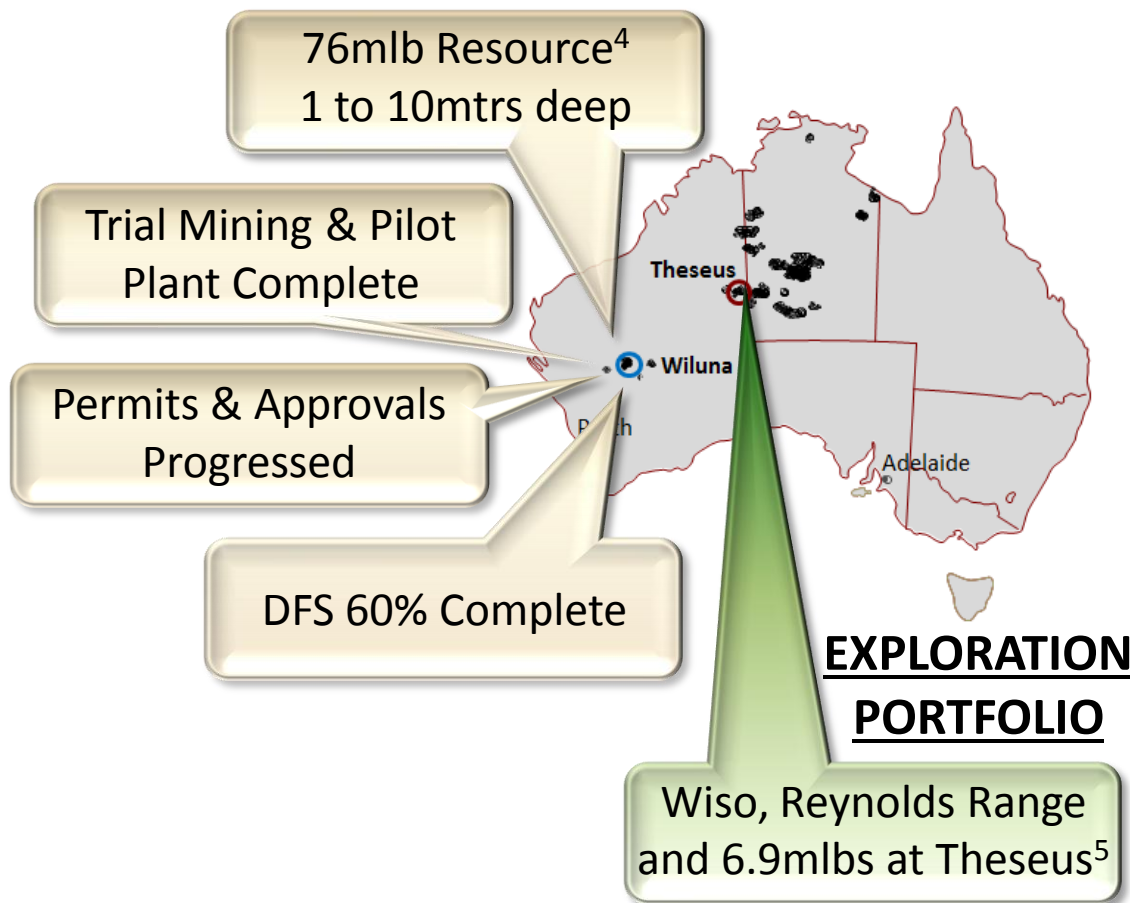 76mlb Resource⁴
1 to 10mtrs deep
Trial Mining & Pilot
Plant Complete
Theseus
Wiluna
Permits & Approvals
Progressed
Perth
Adelaide
DFS 60% Complete
EXPLORATION
PORTFOLIO
Wiso, Reynolds Range
and 6.9mlbs at Theseus⁵